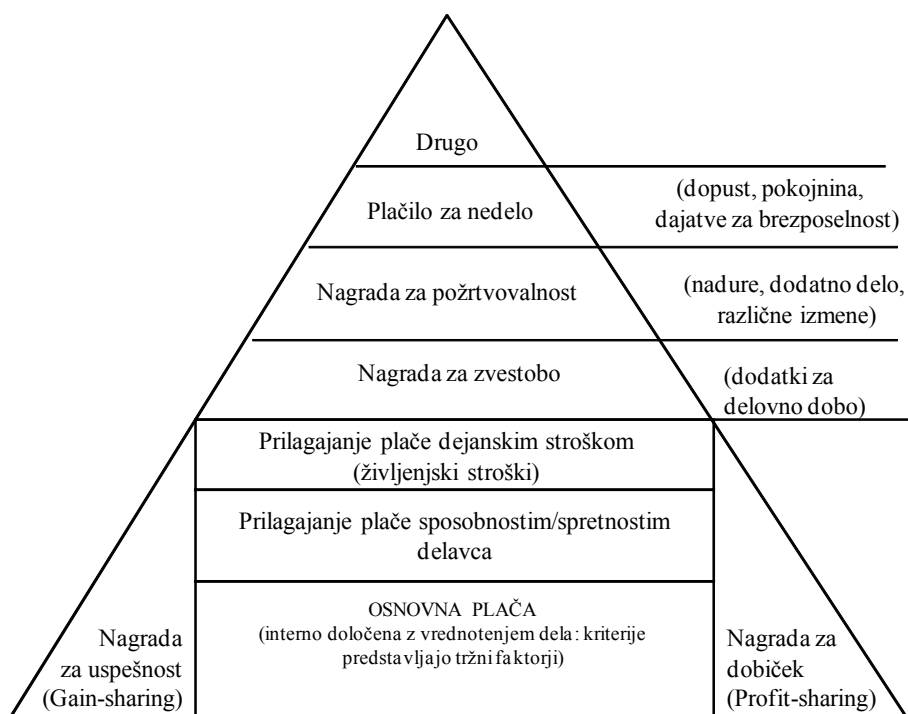 Drugo
Plačilo za nedelo
(dopust, pokojnina,
dajatve za brezposelnost)
Nagrada za požrtvovalnost
(nadure, dodatno delo,
različne izmene)
Nagrada za zvestobo
(dodatki za
delovno dobo)
Prilagajanje plače dejanskim stroškom
(življenjski stroški)
Prilagajanje plače sposobnostim/spretnostim
delavca
OSNOVNA PLAČA
(interno določena z vrednotenjem dela: kriterije
predstavljajo tržni faktorji)
Nagrada
za uspešnost
(Gain-sharing)
Nagrada za
dobiček
(Profit-sharing)